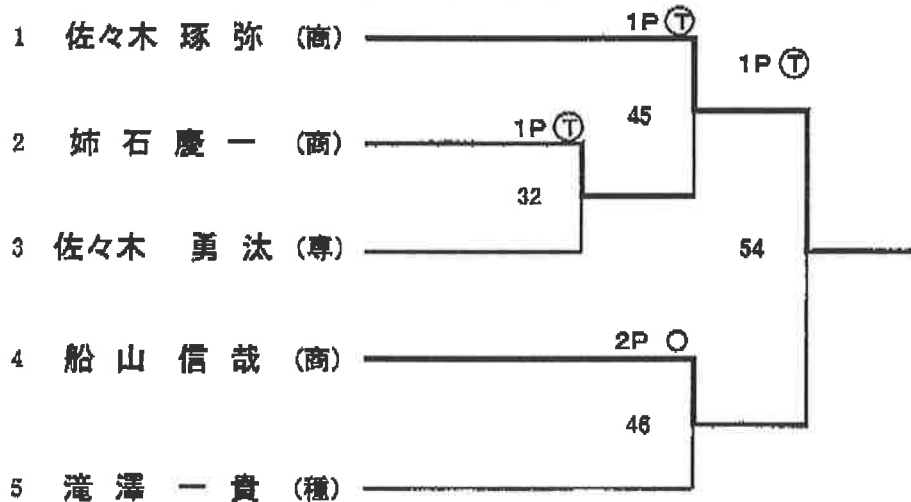 1P Ⓣ
1 佐々木 琢 弥 (商)
1P Ⓣ
45
1P Ⓣ
2 姉 石 慶 一 (商)
32
3 佐々木 勇 汰 (専)
54
2P ○
4 船 山 信 哉 (商)
46
5 滝 澤 一 貴 (種)